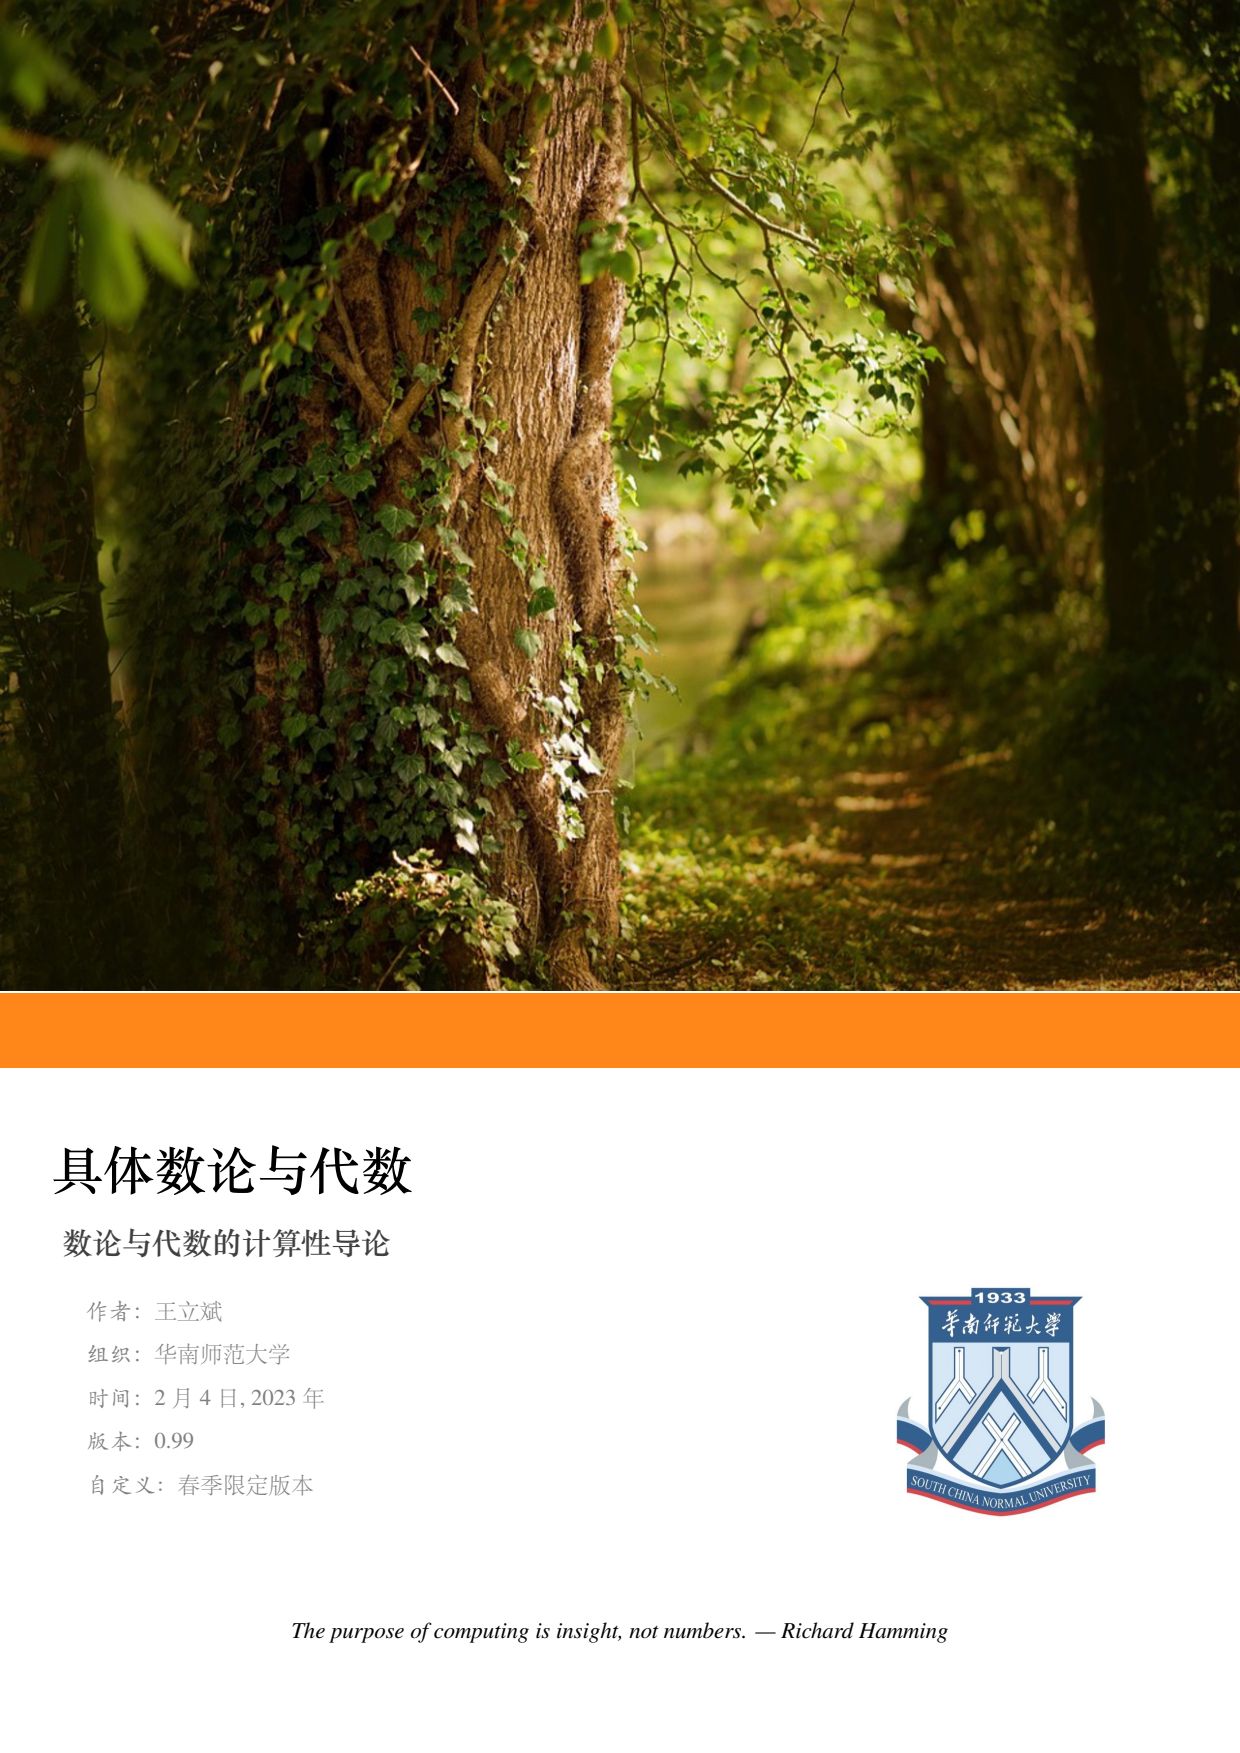 具体数论与代数
数论与代数的计算性导论
作者：王立斌
组织：华南师范大学
时间：2 月 4 日, 2023 年
版本：0.99
自定义：春季限定版本
1933
華南师范大學
SOUTH CHINA NORMAL UNIVERSITY
The purpose of computing is insight, not numbers. — Richard Hamming